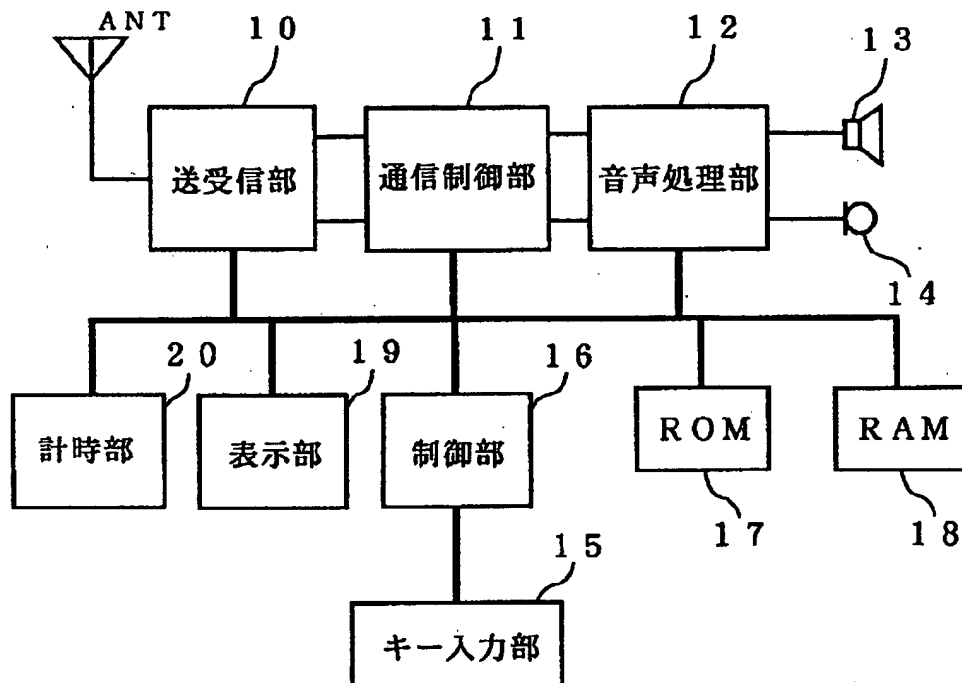 ANT
10
11
12
13
送受信部
通信制御部
音声処理部
14
20
19
16
計時部
表示部
制御部
ROM
RAM
17
18
15
キー入力部